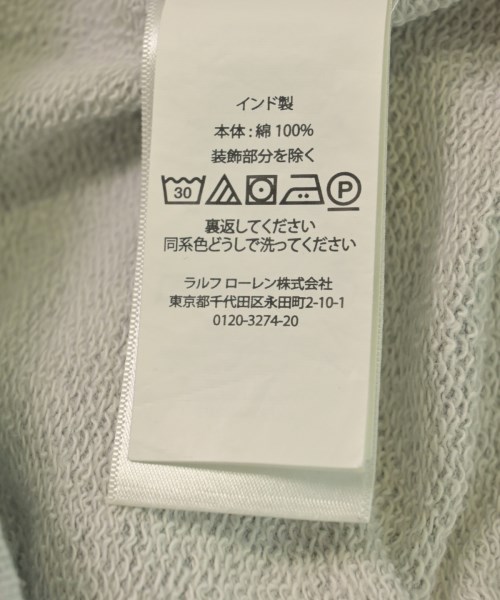 インド製
本体 : 綿 100%
装飾部分を除く
30 P
裏返してください
同系色どうしで洗ってください
ラルフ ローレン株式会社
東京都千代田区永田町2-10-1
0120-3274-20